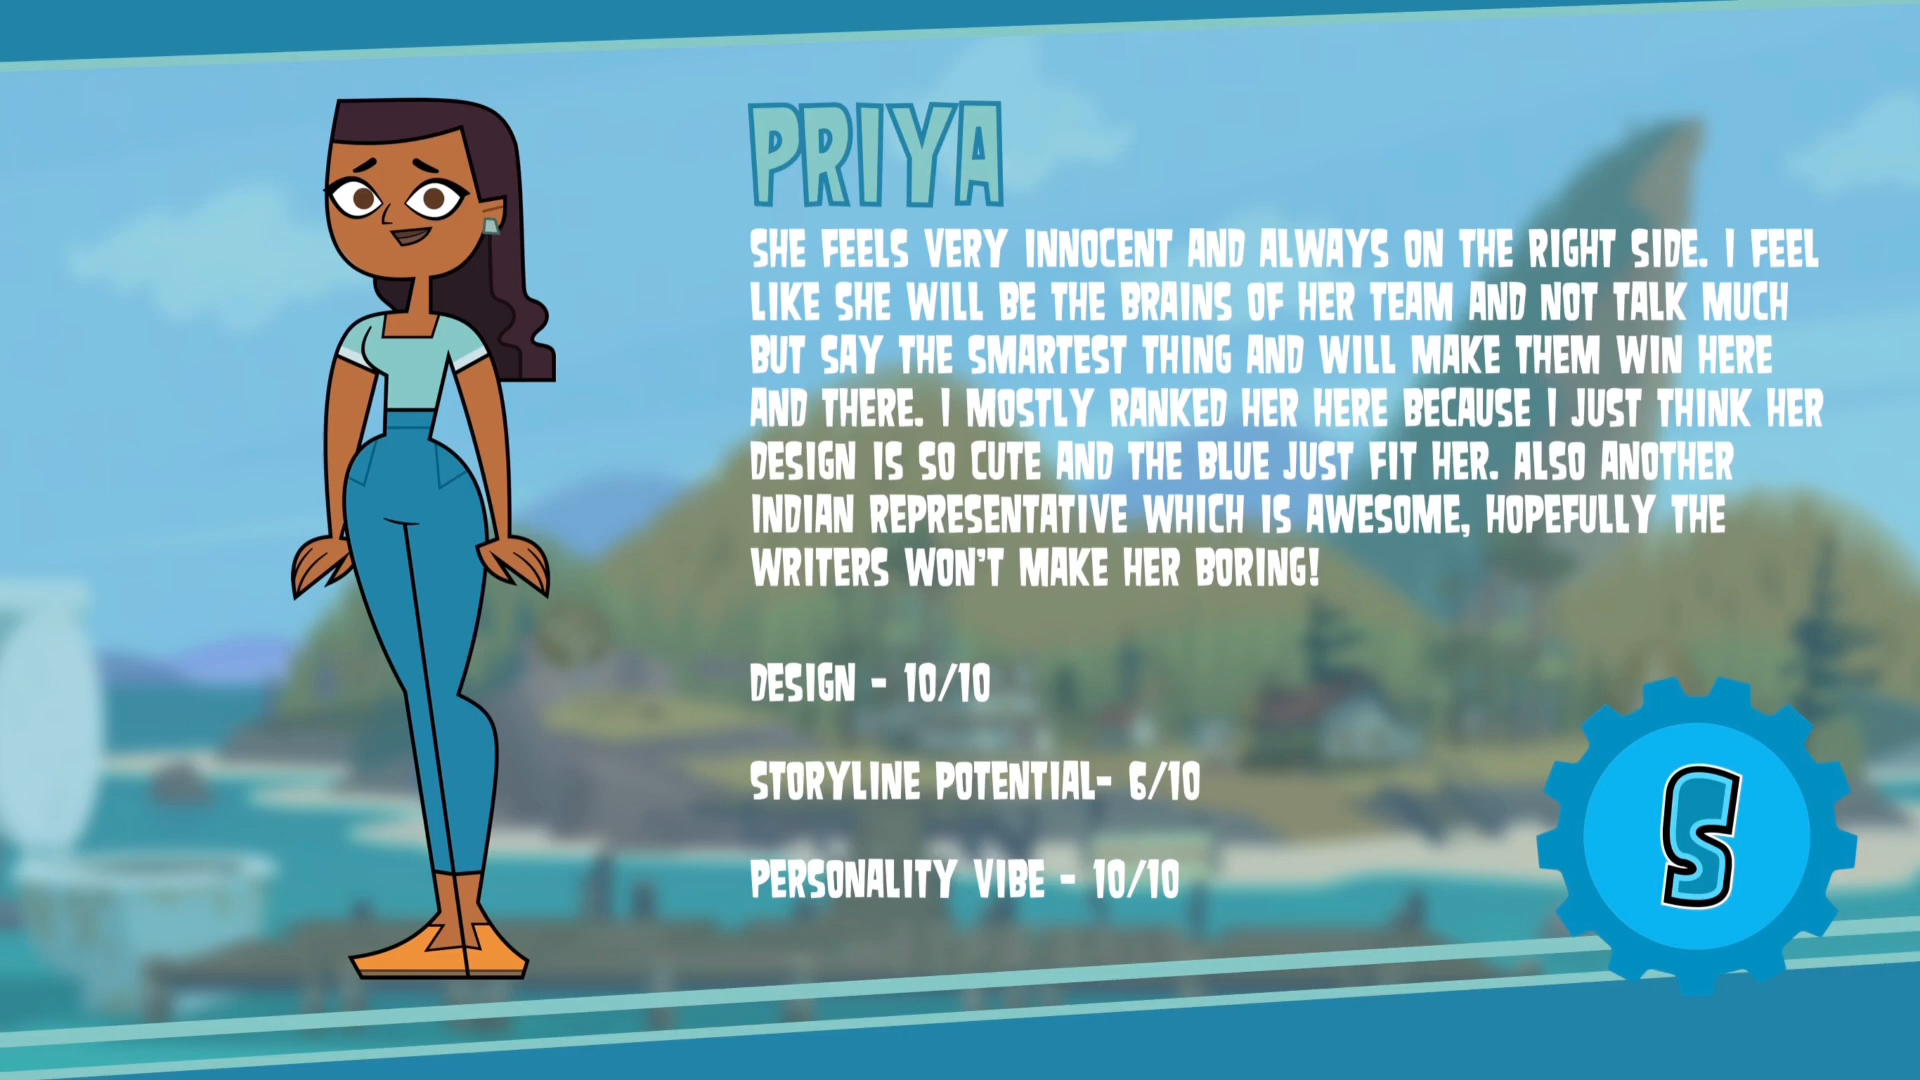 PRIYA
SHE FEELS VERY INNOCENT AND ALWAYS ON THE RIGHT SIDE. I FEEL
LIKE SHE WILL BE THE BRAINS OF HER TEAM AND NOT TALK MUCH
BUT SAY THE SMARTEST THING AND WILL MAKE THEM WIN HERE
AND THERE. I MOSTLY RANKED HER HERE BECAUSE I JUST THINK HER
DESIGN IS SO CUTE AND THE BLUE JUST FIT HER. ALSO ANOTHER
INDIAN REPRESENTATIVE WHICH IS AWESOME, HOPEFULLY THE
WRITERS WON'T MAKE HER BORING!
DESIGN - 10/10
STORYLINE POTENTIAL- 6/10
PERSONALITY VIBE - 10/10
S